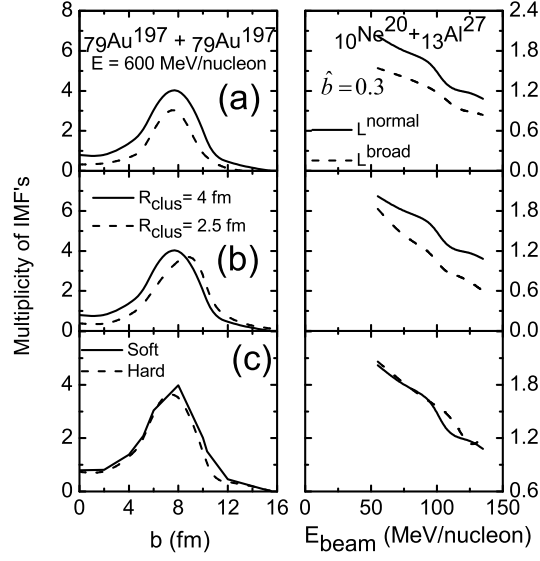 8
79Au197 + 79Au197
E = 600 MeV/nucleon
6
4
2
0
(a)
10Ne20+13Al27
b̂=0.3
Lnormal
Lbroad
2.4
1.8
1.2
0.6
0.0
Multiplicity of IMF's
Rclus= 4 fm
Rclus= 2.5 fm
6
4
2
0
(b)
1.8
1.2
0.6
0.0
Soft
Hard
(c)
4
2
0
1.8
1.2
0.6
0 4 8 12 16
b (fm)
0 50 100 150
Ebeam (MeV/nucleon)